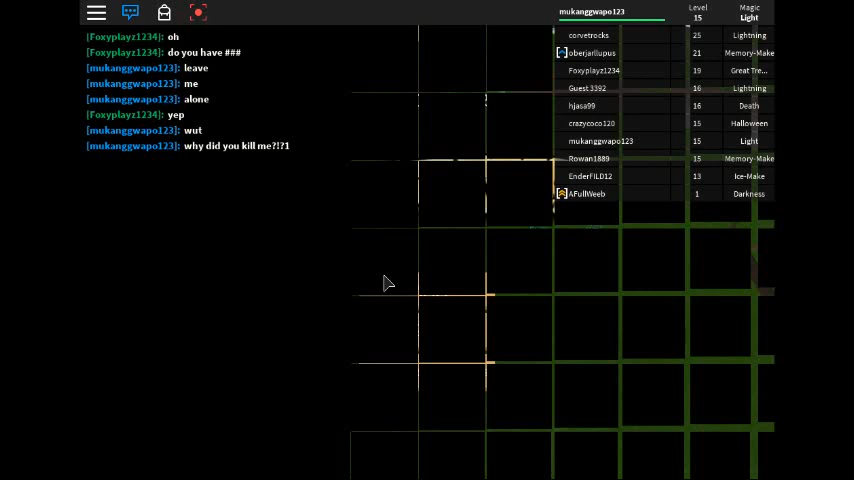 mukanggwapo123 Level 15 Magic Light
[Foxyplayz1234]: oh
[Foxyplayz1234]: do you have ###
[mukanggwapo123]: leave
[mukanggwapo123]: me
[mukanggwapo123]: alone
[Foxyplayz1234]: yep
[mukanggwapo123]: wut
[mukanggwapo123]: why did you kill me?!?1
corvetrocks 25 Lightning
oberjarllupus 21 Memory-Make
Foxyplayz1234 19 Great Tre...
Guest 3392 16 Lightning
hjasa99 16 Death
crazycoco120 15 Halloween
mukanggwapo123 15 Light
Rowan1889 15 Memory-Make
EnderFILD12 13 Ice-Make
AFullWeeb 1 Darkness